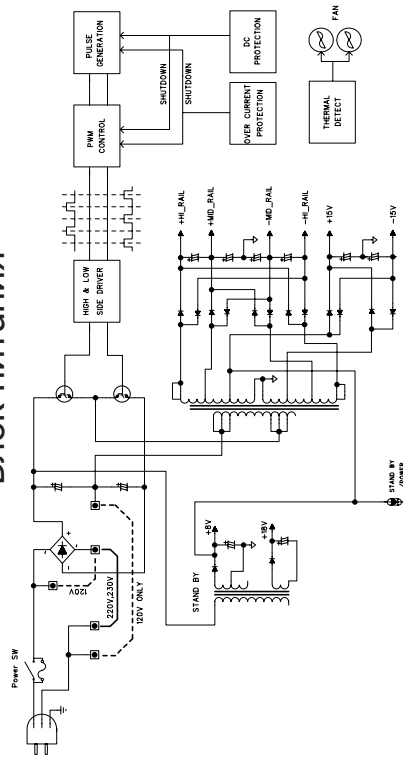 Блок питания
Power SW
120V
220V,230V
120V ONLY
HIGH & LOW
SIDE DRIVER
PWM
CONTROL
PULSE
GENERATION
SHUTDOWN
SHUTDOWN
DC
PROTECTION
OVER CURRENT
PROTECTION
FAN
THERMAL
DETECT
+HI_RAIL
+MID_RAIL
-MID_RAIL
-HI_RAIL
+15V
-15V
STAND BY
+8V
+18V
STAND BY
/POWER